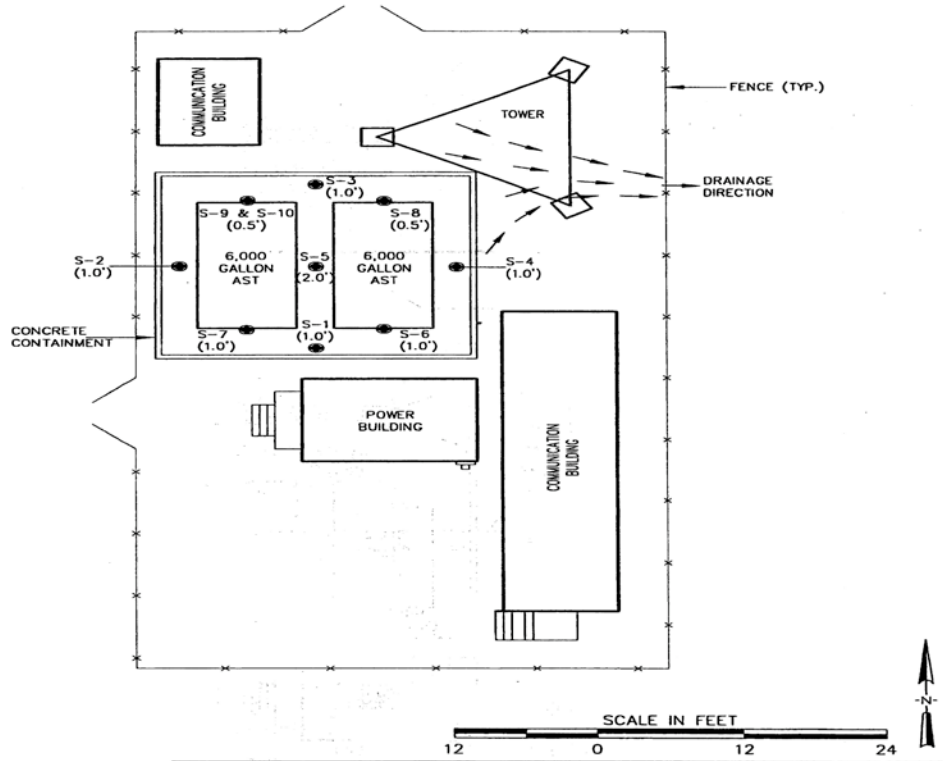 COMMUNICATION
BUILDING
TOWER
FENCE (TYP.)
DRAINAGE
DIRECTION
S-3
(1.0')
S-9 & S-10
(0.5')
S-8
(0.5')
S-2
(1.0')
6,000
GALLON
AST
S-5
(2.0')
6,000
GALLON
AST
S-4
(1.0')
CONCRETE
CONTAINMENT
S-7
(1.0')
S-1
(1.0')
S-6
(1.0')
POWER
BUILDING
COMMUNICATION
BUILDING
-N-
SCALE IN FEET
12 0 12 24